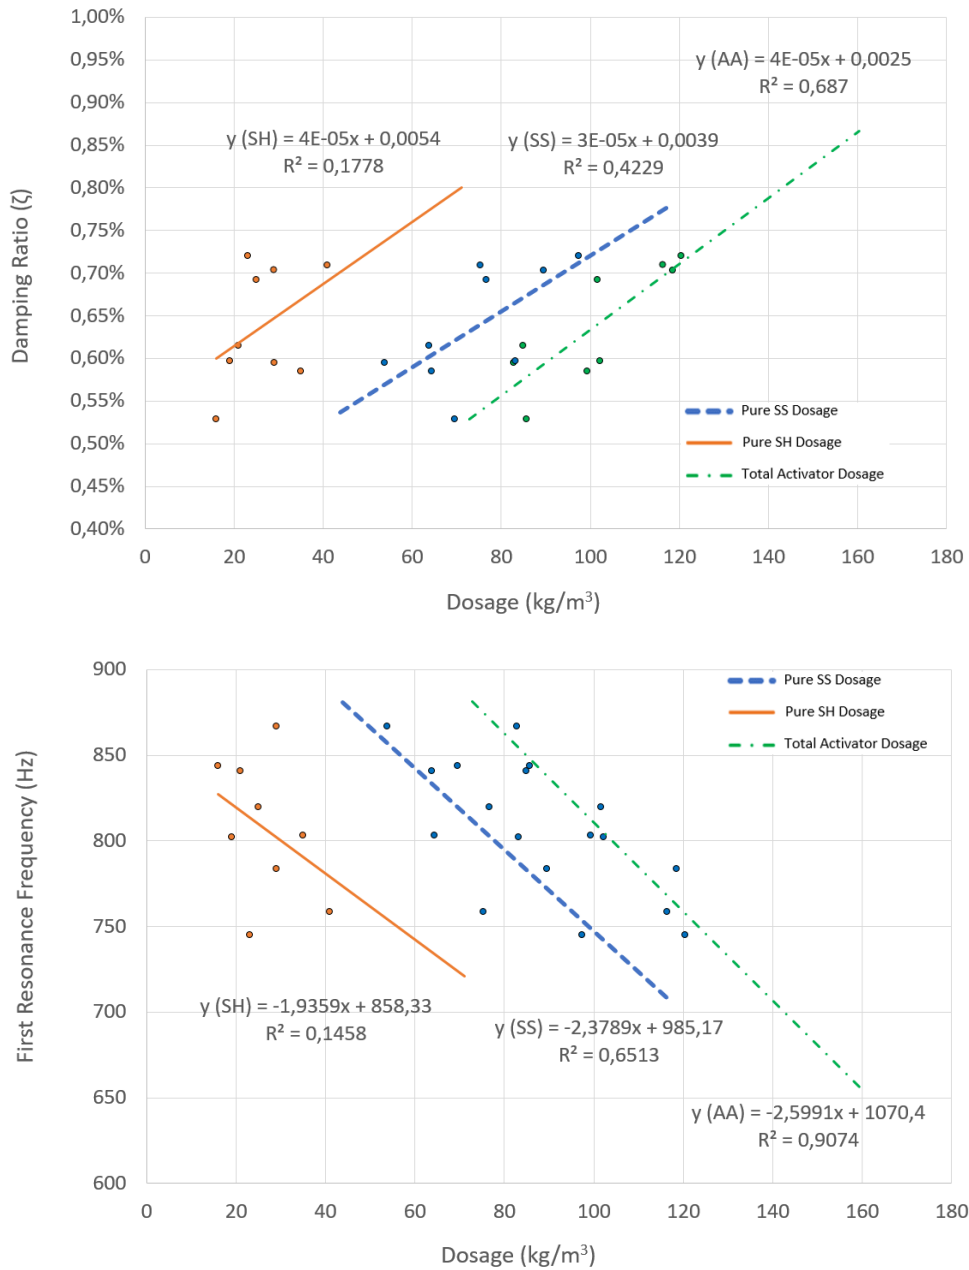 1,00%
0,95%
0,90%
0,85%
0,80%
0,75%
0,70%
0,65%
0,60%
0,55%
0,50%
0,45%
0,40%
Damping Ratio (ζ)
y (AA) = 4E-05x + 0,0025
R² = 0,687
y (SH) = 4E-05x + 0,0054
R² = 0,1778
y (SS) = 3E-05x + 0,0039
R² = 0,4229
Pure SS Dosage
Pure SH Dosage
Total Activator Dosage
0 20 40 60 80 100 120 140 160 180
Dosage (kg/m³)
900
850
800
750
700
650
600
First Resonance Frequency (Hz)
Pure SS Dosage
Pure SH Dosage
Total Activator Dosage
y (SH) = -1,9359x + 858,33
R² = 0,1458
y (SS) = -2,3789x + 985,17
R² = 0,6513
y (AA) = -2,5991x + 1070,4
R² = 0,9074
0 20 40 60 80 100 120 140 160 180
Dosage (kg/m³)